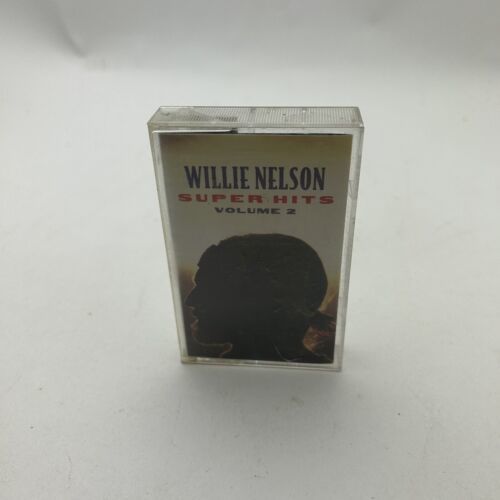 WILLIE NELSON
SUPER HITS
VOLUME 2